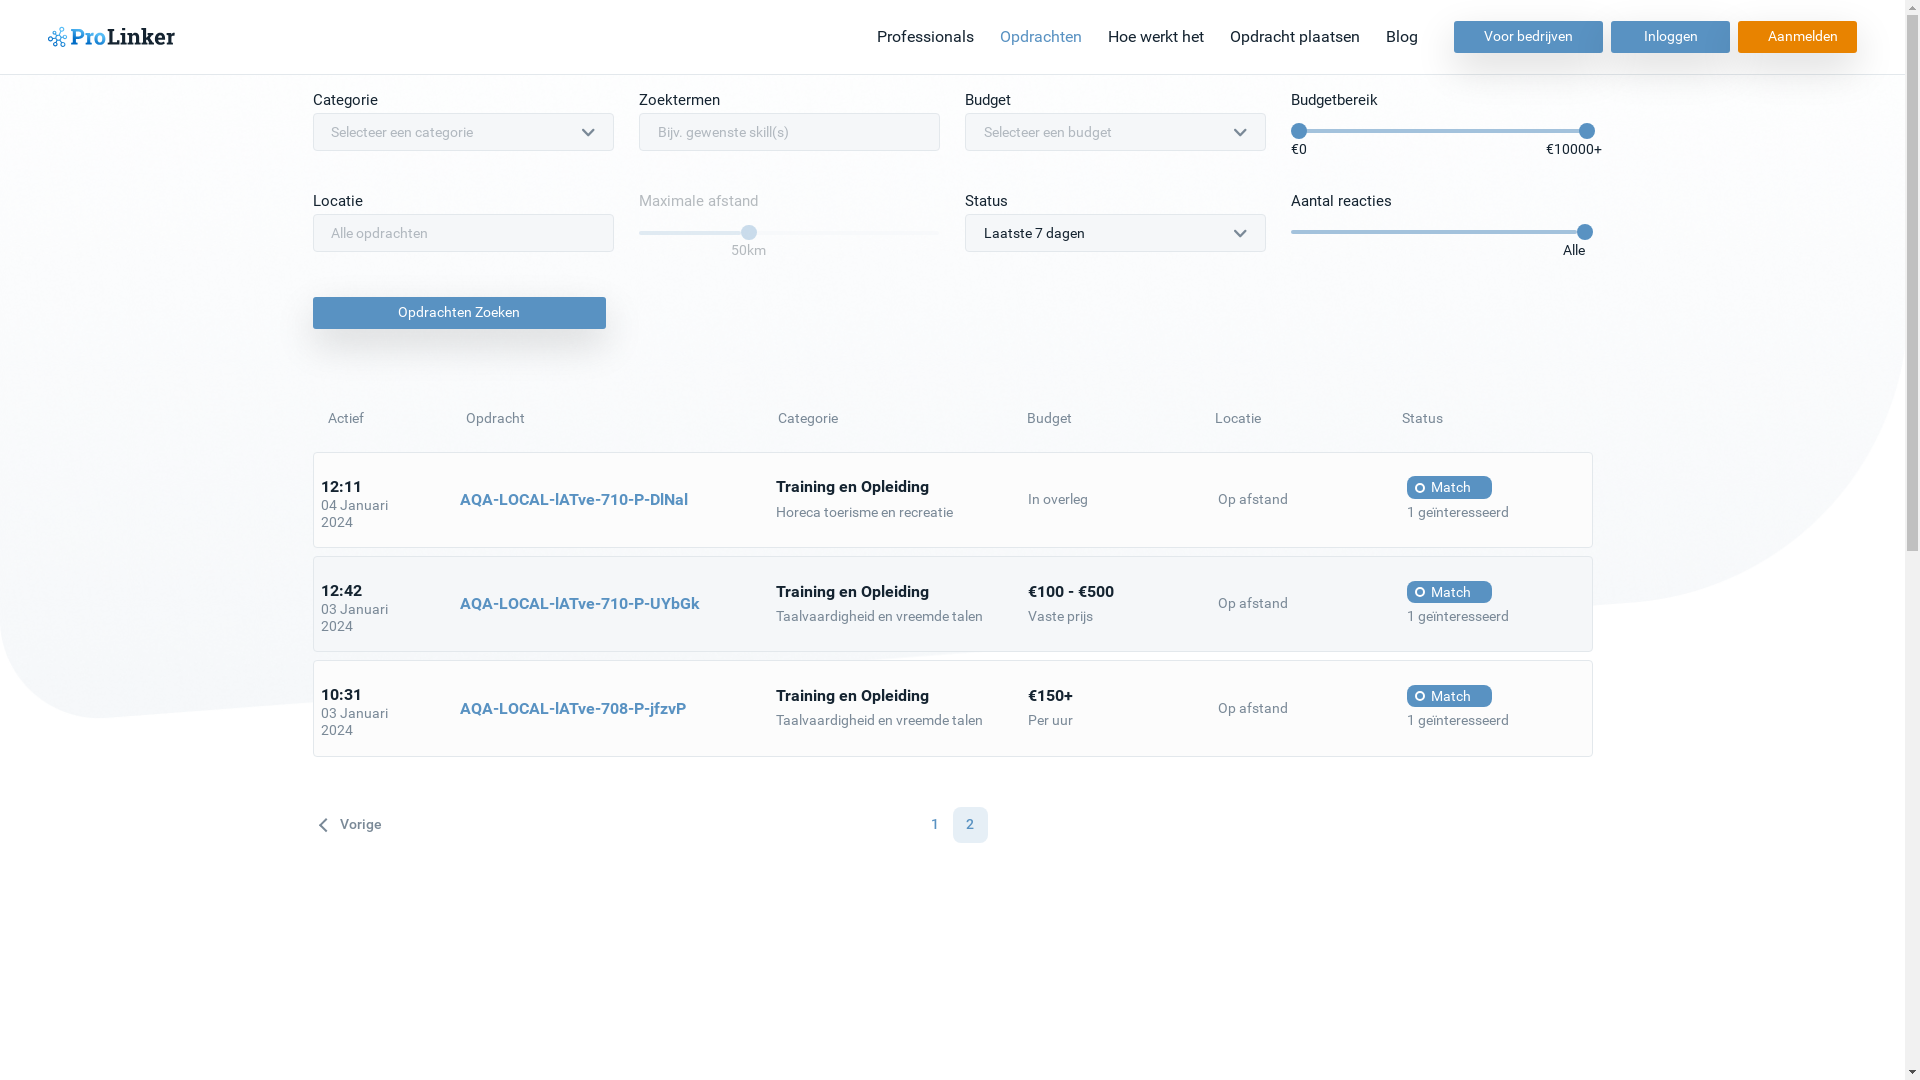 ProLinker
Professionals
Opdrachten
Hoe werkt het
Opdracht plaatsen
Blog
Voor bedrijven
Inloggen
Aanmelden
Categorie
Zoektermen
Budget
Budgetbereik
Selecteer een categorie
Bijv. gewenste skill(s)
Selecteer een budget
€0
€10000+
Locatie
Maximale afstand
Status
Aantal reacties
Alle opdrachten
50km
Laatste 7 dagen
Alle
Opdrachten Zoeken
Actief
Opdracht
Categorie
Budget
Locatie
Status
12:11
04 Januari
2024
AQA-LOCAL-lATve-710-P-DlNal
Training en Opleiding
Horeca toerisme en recreatie
In overleg
Op afstand
Match
1 geïnteresseerd
12:42
03 Januari
2024
AQA-LOCAL-lATve-710-P-UYbGk
Training en Opleiding
Taalvaardigheid en vreemde talen
€100 - €500
Vaste prijs
Op afstand
Match
1 geïnteresseerd
10:31
03 Januari
2024
AQA-LOCAL-lATve-708-P-jfzvP
Training en Opleiding
Taalvaardigheid en vreemde talen
€150+
Per uur
Op afstand
Match
1 geïnteresseerd
Vorige
1
2